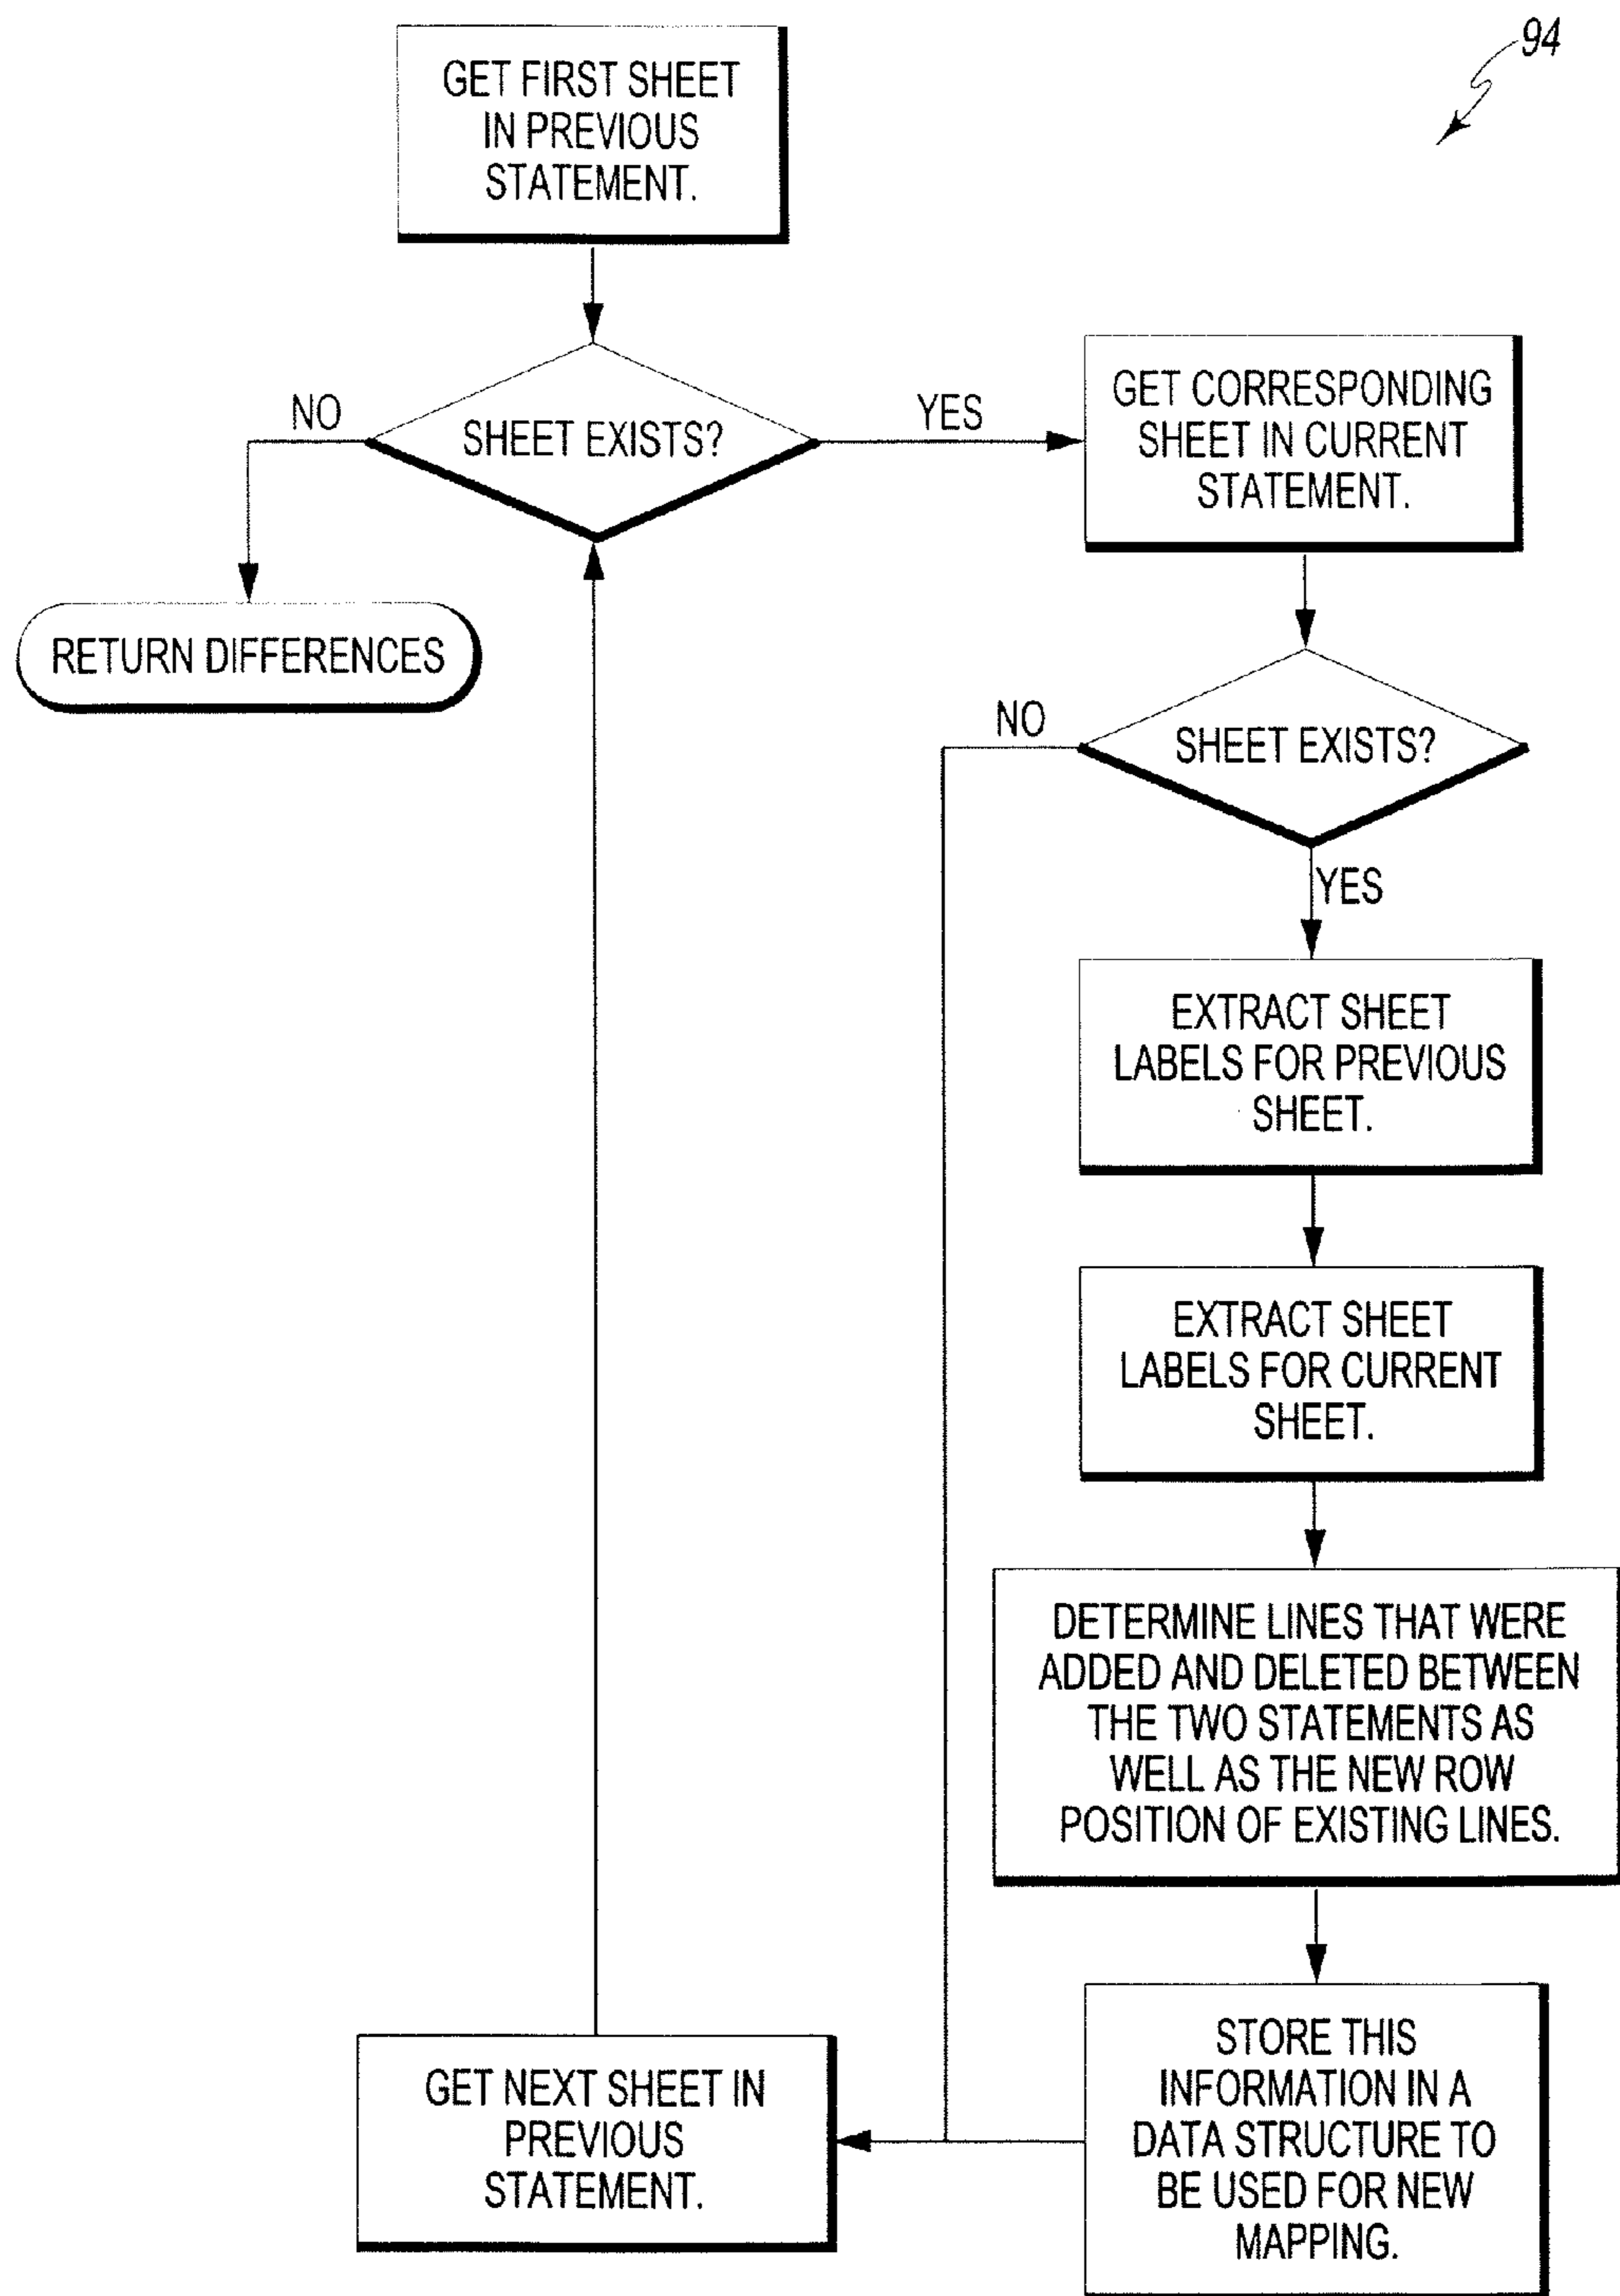 94
GET FIRST SHEET
IN PREVIOUS
STATEMENT.
SHEET EXISTS?
NO
YES
RETURN DIFFERENCES
GET CORRESPONDING
SHEET IN CURRENT
STATEMENT.
SHEET EXISTS?
NO
YES
EXTRACT SHEET
LABELS FOR PREVIOUS
SHEET.
EXTRACT SHEET
LABELS FOR CURRENT
SHEET.
DETERMINE LINES THAT WERE
ADDED AND DELETED BETWEEN
THE TWO STATEMENTS AS
WELL AS THE NEW ROW
POSITION OF EXISTING LINES.
STORE THIS
INFORMATION IN A
DATA STRUCTURE TO
BE USED FOR NEW
MAPPING.
GET NEXT SHEET IN
PREVIOUS
STATEMENT.